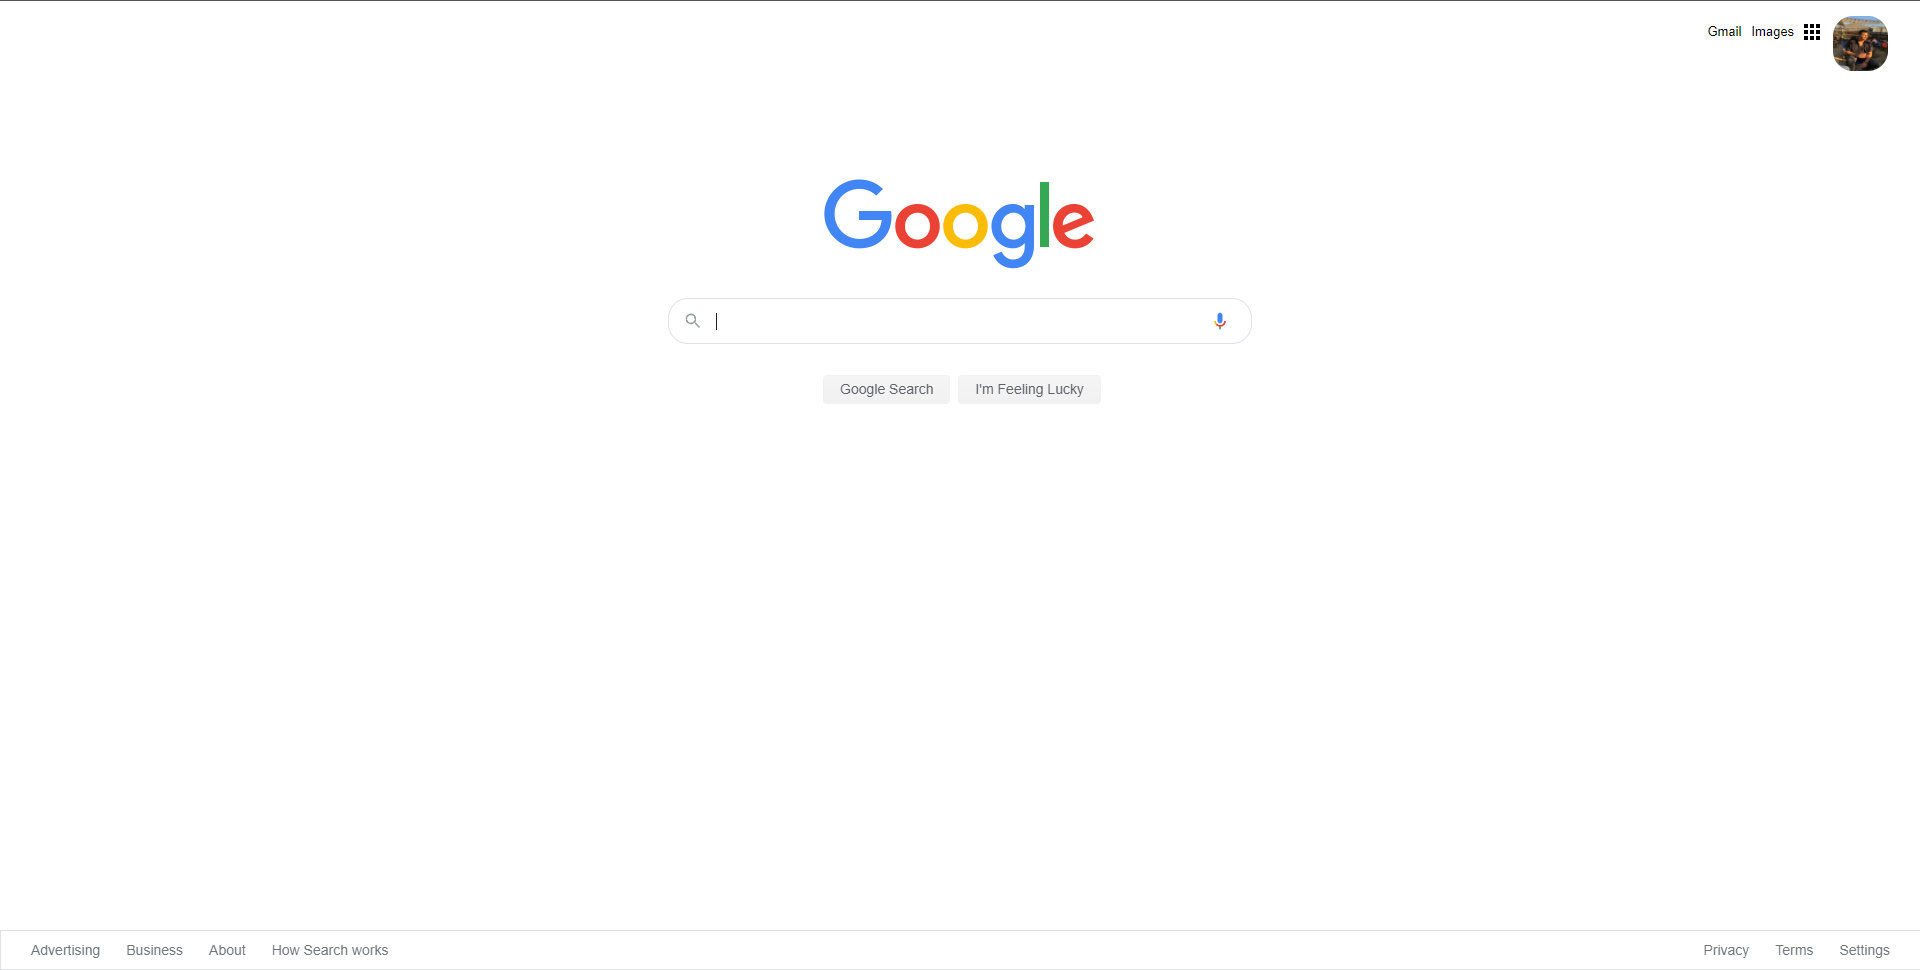 Gmail Images
Google
Google Search I'm Feeling Lucky
Advertising Business About How Search works Privacy Terms Settings